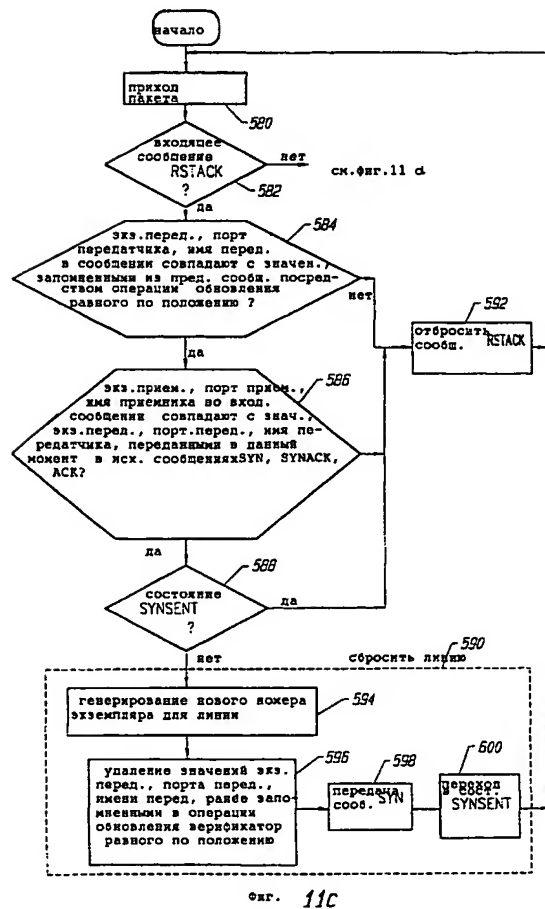 начало
приход
пакета
580
входящее
сообщение
RSTACK
?
582
нет
см.фиг.11 d
да
584
экз.перед., порт
передатчика, имя перед.
в сообщении совпадают с значен.,
запомненными из пред. сообщ. посред-
ством операции обновления
равного по положению ?
нет
592
отбросить
сообщ. RSTACK
да
586
экз.прием., порт прием.,
имя приемника во вход.
сообщении совпадают с знач.,
экз.перед., порт.перед., имя пе-
редатчика, переданными в данный
момент в исх. сообщенияхSYN, SYNACK,
ACK?
да
588
состояние
SYNSENT
?
да
нет
590
сбросить линию
генерирование нового номера
экземпляра для линии
594
596
удаление значений экз.
перед., порта перед.,
имени перед, ранее запо-
мненными в операции
обновления верификатор
равного по положению
598
передача
сооб. SYN
600
переход
в сост.
SYNSENT
Фиг. 11c